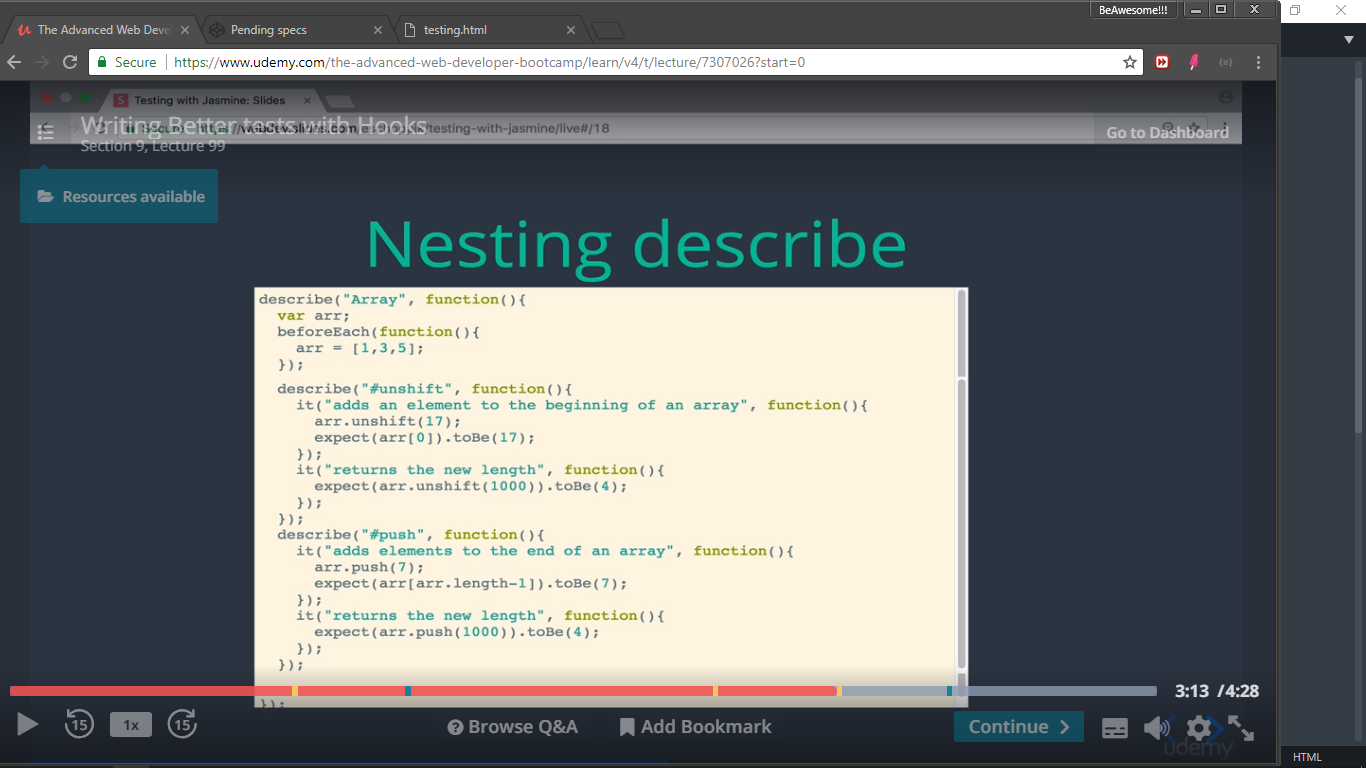 BeAwesome!!!
The Advanced Web Deve
Pending specs
testing.html
Secure https://www.udemy.com/the-advanced-web-developer-bootcamp/learn/v4/t/lecture/7307026?start=0
Testing with Jasmine: Slides
Writing Better tests with Hooks
/testing-with-jasmine/live#/18
Section 9, Lecture 99
Go to Dashboard
Resources available
Nesting describe
describe("Array", function(){
var arr;
beforeEach(function(){
arr = [1,3,5];
});
describe("#unshift", function(){
it("adds an element to the beginning of an array", function(){
arr.unshift(17);
expect(arr[0]).toBe(17);
});
it("returns the new length", function(){
expect(arr.unshift(1000)).toBe(4);
});
});
describe("#push", function(){
it("adds elements to the end of an array", function(){
arr.push(7);
expect(arr[arr.length-1]).toBe(7);
});
it("returns the new length", function(){
expect(arr.push(1000)).toBe(4);
});
});
});
3:13 /4:28
15 1x 15
Browse Q&A
Add Bookmark
Continue
udemy
HTML